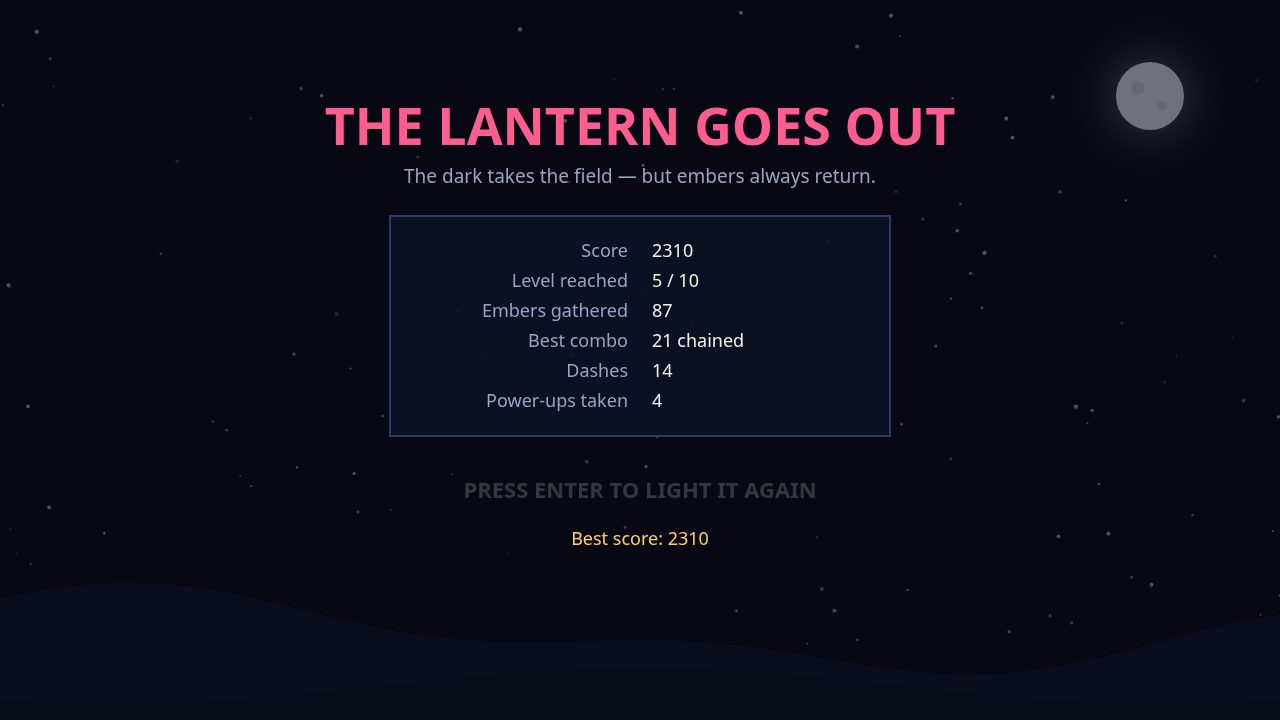 THE LANTERN GOES OUT
The dark takes the field — but embers always return.
Score 2310
Level reached 5 / 10
Embers gathered 87
Best combo 21 chained
Dashes 14
Power-ups taken 4
PRESS ENTER TO LIGHT IT AGAIN
Best score: 2310